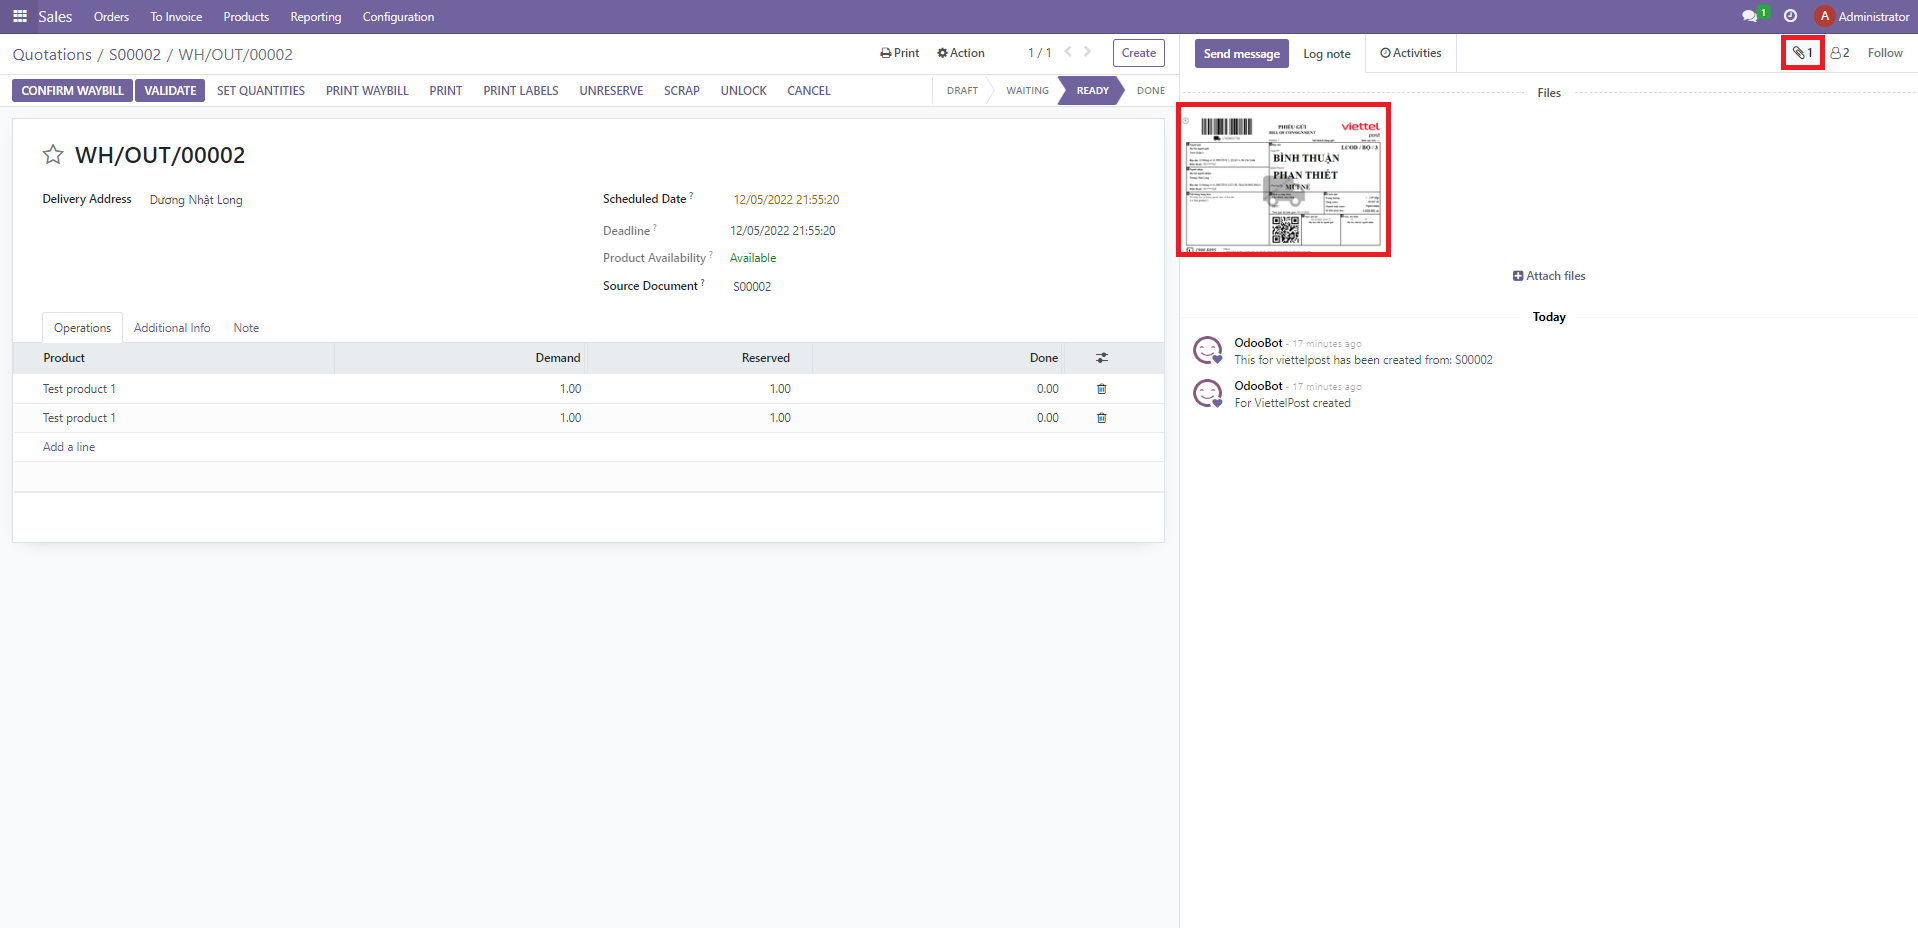 Sales Orders To Invoice Products Reporting Configuration 1 A Administrator
Quotations / S00002 / WH/OUT/00002
Print Action 1 / 1 Create
CONFIRM WAYBILL VALIDATE SET QUANTITIES PRINT WAYBILL PRINT PRINT LABELS UNRESERVE SCRAP UNLOCK CANCEL
DRAFT WAITING READY DONE
WH/OUT/00002
Delivery Address Dương Nhật Long
Scheduled Date ? 12/05/2022 21:55:20
Deadline ? 12/05/2022 21:55:20
Product Availability ? Available
Source Document ? S00002
Operations Additional Info Note
Product Demand Reserved Done
Test product 1 1.00 1.00 0.00
Test product 1 1.00 1.00 0.00
Add a line
Send message Log note Activities 1 2 Follow
Files
PHIẾU GỬI
BILL OF CONSIGNMENT
viettel
post
LCOD / BQ / 3
BÌNH THUẬN
PHAN THIẾT
MŨI NÉ
Attach files
Today
OdooBot - 17 minutes ago
This for viettelpost has been created from: S00002
OdooBot - 17 minutes ago
For ViettelPost created